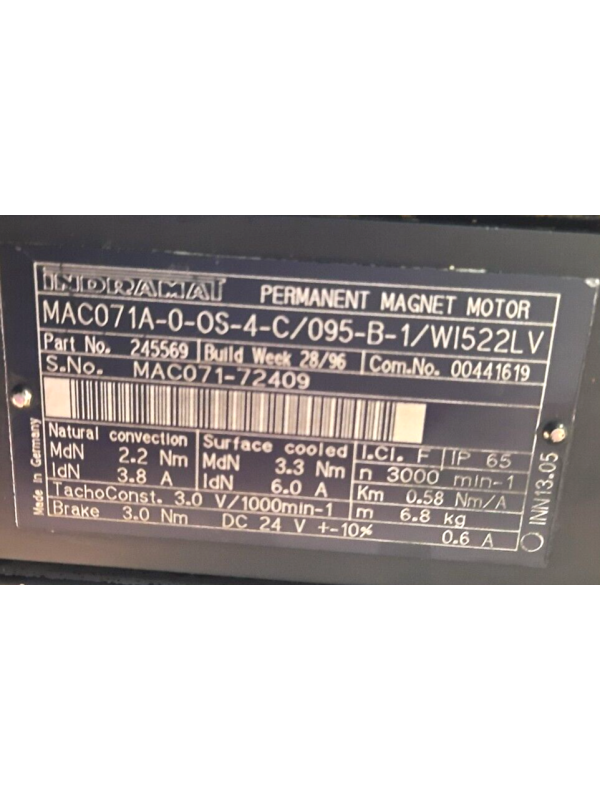 INDRAMAT PERMANENT MAGNET MOTOR
MAC071A-0-OS-4-C/095-B-1/WI522LV
Part No. 245569 Build Week 28/96 Com.No. 00441619
S.No. MAC071-72409
Natural convection Surface cooled I.Cl. F IP 65
MdN 2.2 Nm MdN 3.3 Nm n 3000 min-1
IdN 3.8 A IdN 6.0 A Km 0.58 Nm/A
TachoConst. 3.0 V/1000min-1 m 6.8 kg
Brake 3.0 Nm DC 24 V +-10% 0.6 A
Made in Germany
INN13.05